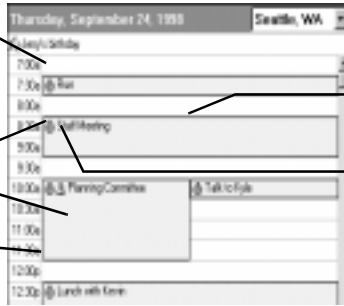 Thursday, September 24, 1998 Seattle, WA
Jerry's Birthday
7:00a
7:30a Run
8:00a
8:30a Staff Meeting
9:00a
9:30a
10:00a Planning Committee Talk to Kyle
10:30a
11:00a
11:30a
12:00p
12:30p Lunch with Kevin